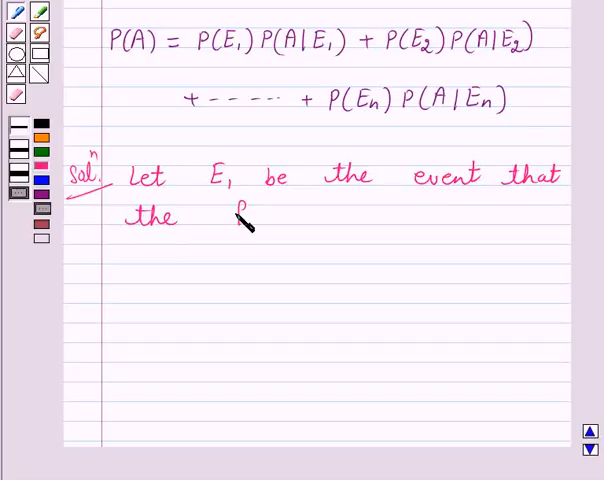 P(A) = P(E₁) P(A|E₁) + P(E₂) P(A|E₂)
+ ----- + P(Eₙ) P(A|Eₙ)
Solⁿ. Let E₁ be the event that
the